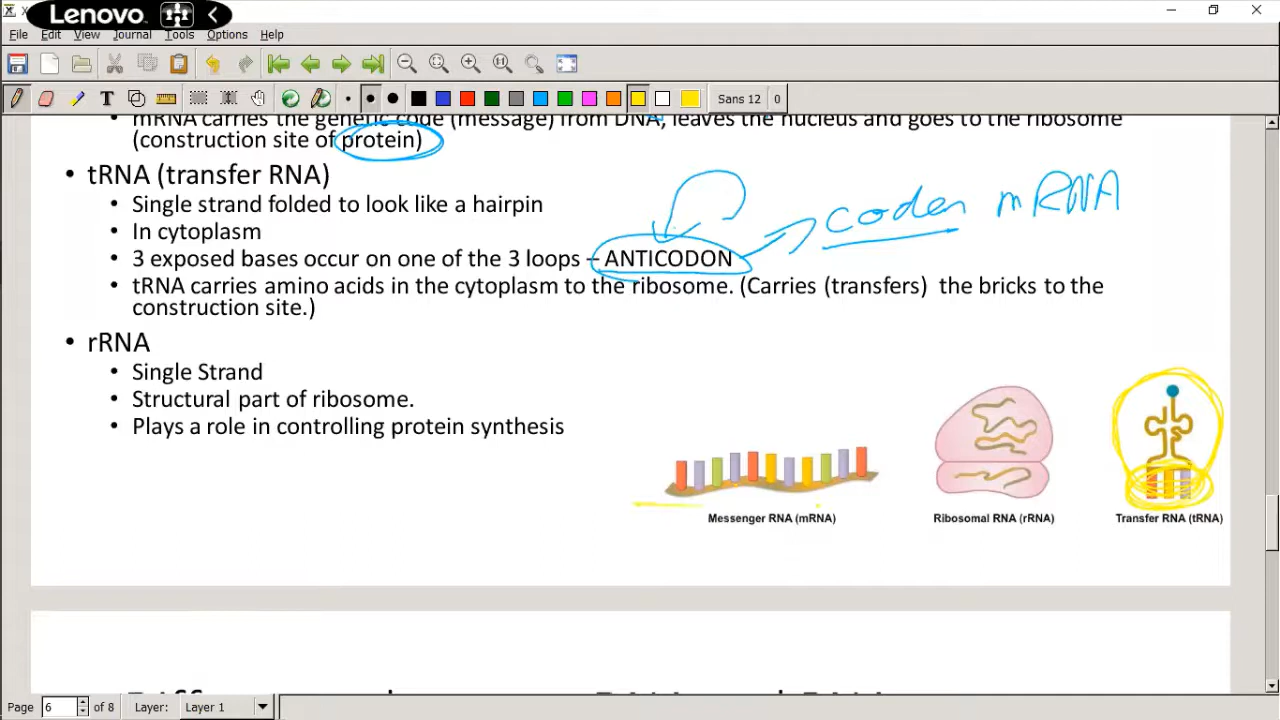 Lenovo
File Edit View Journal Tools Options Help
Sans 12 0
mRNA carries the genetic code (message) from DNA, leaves the nucleus and goes to the ribosome
(construction site of protein)
• tRNA (transfer RNA)
• Single strand folded to look like a hairpin
• In cytoplasm
• 3 exposed bases occur on one of the 3 loops – ANTICODON
coden mRNA
• tRNA carries amino acids in the cytoplasm to the ribosome. (Carries (transfers) the bricks to the
construction site.)
• rRNA
• Single Strand
• Structural part of ribosome.
• Plays a role in controlling protein synthesis
Messenger RNA (mRNA) Ribosomal RNA (rRNA) Transfer RNA (tRNA)
Page 6 of 8 Layer: Layer 1